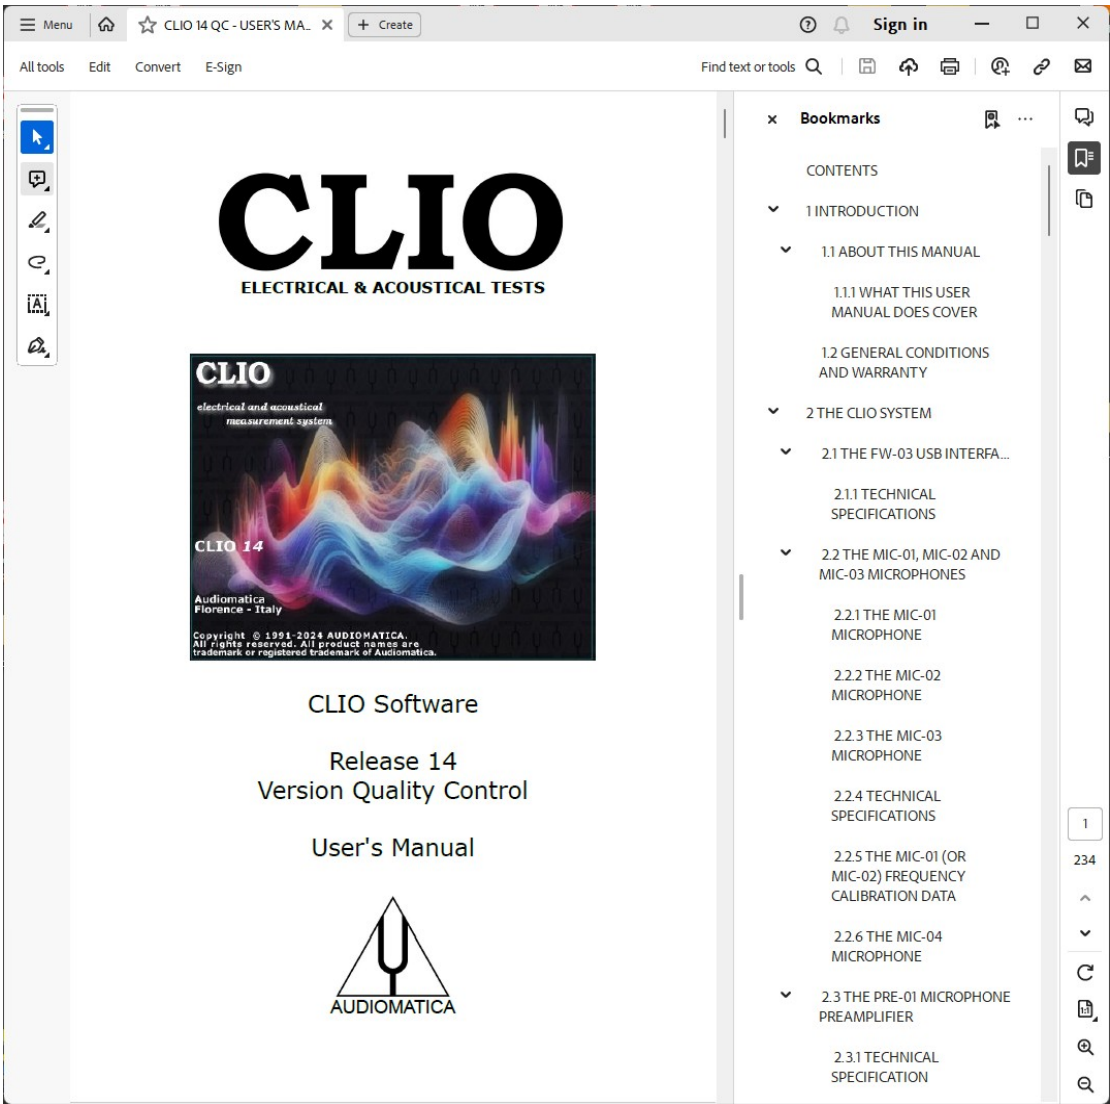 Menu
CLIO 14 QC - USER'S MA...
+ Create
Sign in
All tools
Edit
Convert
E-Sign
Find text or tools
CLIO
ELECTRICAL & ACOUSTICAL TESTS
CLIO
electrical and acoustical
measurement system
CLIO 14
Audiomatica
Florence - Italy
Copyright © 1991-2024 AUDIOMATICA.
All rights reserved. All product names are
trademark or registered trademark of Audiomatica.
CLIO Software
Release 14
Version Quality Control
User's Manual
AUDIOMATICA
Bookmarks
CONTENTS
1 INTRODUCTION
1.1 ABOUT THIS MANUAL
1.1.1 WHAT THIS USER
MANUAL DOES COVER
1.2 GENERAL CONDITIONS
AND WARRANTY
2 THE CLIO SYSTEM
2.1 THE FW-03 USB INTERFA...
2.1.1 TECHNICAL
SPECIFICATIONS
2.2 THE MIC-01, MIC-02 AND
MIC-03 MICROPHONES
2.2.1 THE MIC-01
MICROPHONE
2.2.2 THE MIC-02
MICROPHONE
2.2.3 THE MIC-03
MICROPHONE
2.2.4 TECHNICAL
SPECIFICATIONS
2.2.5 THE MIC-01 (OR
MIC-02) FREQUENCY
CALIBRATION DATA
2.2.6 THE MIC-04
MICROPHONE
2.3 THE PRE-01 MICROPHONE
PREAMPLIFIER
2.3.1 TECHNICAL
SPECIFICATION
1
234